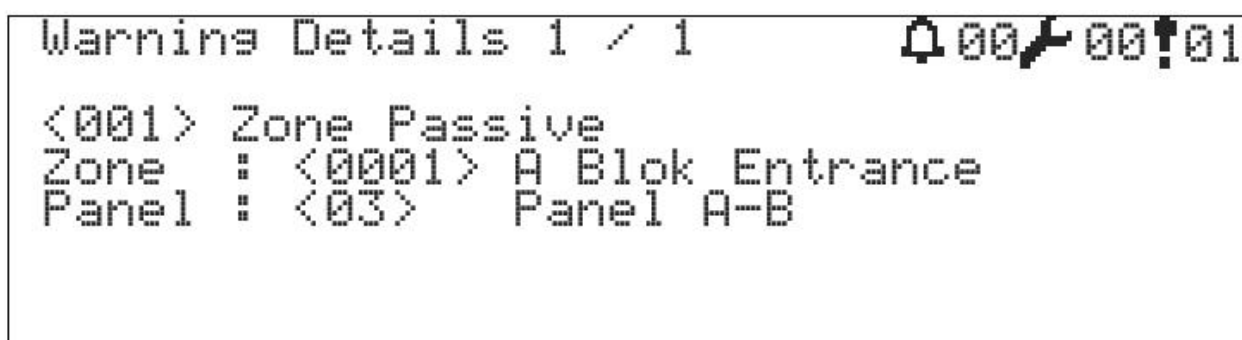 Warning Details 1 / 1 00 00 01
<001> Zone Passive
Zone : <0001> A Blok Entrance
Panel : <03> Panel A-B